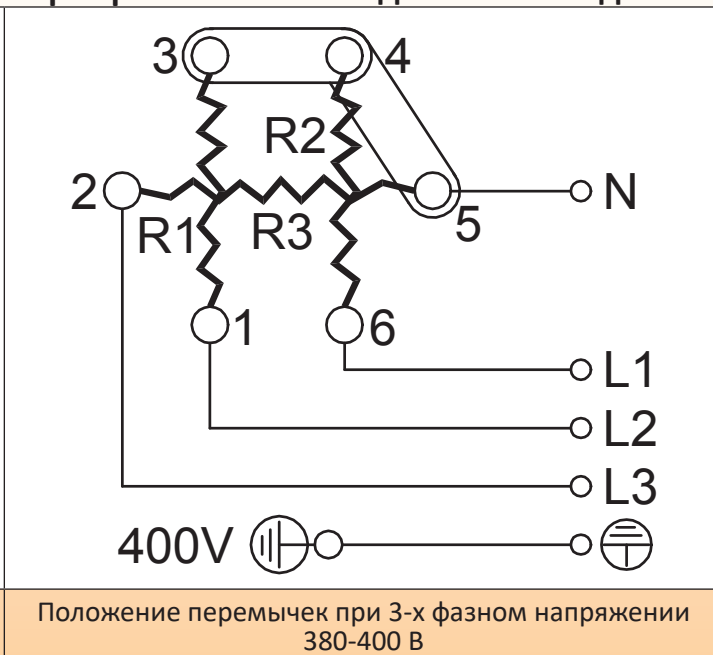 3 4
R2
2 N
R1 R3 5
1 6
L1
L2
L3
400V
Положение перемычек при 3-х фазном напряжении
380-400 В